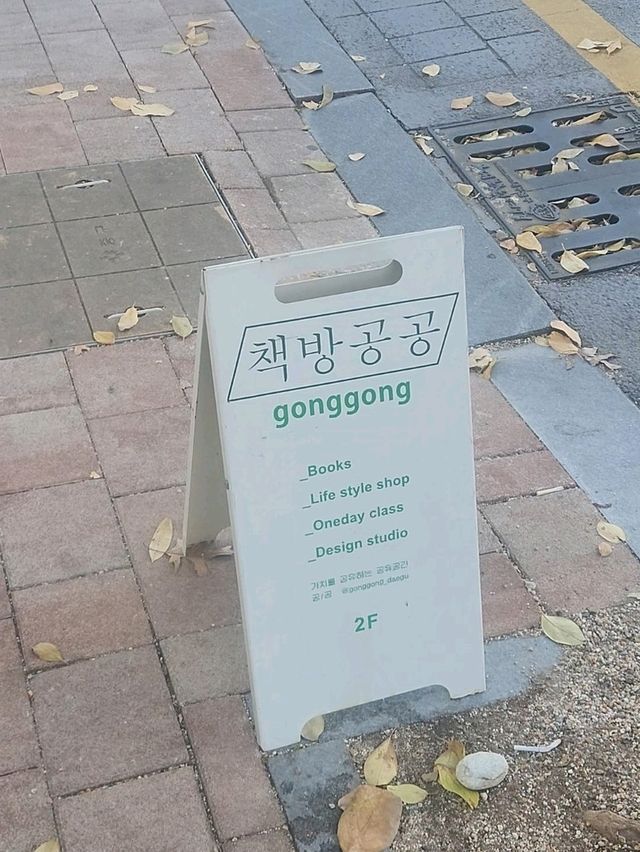 책방공공
gonggong
_Books
_Life style shop
_Oneday class
_Design studio
가치를 공유하는 공유공간
공/공 @gonggong_daegu
2F